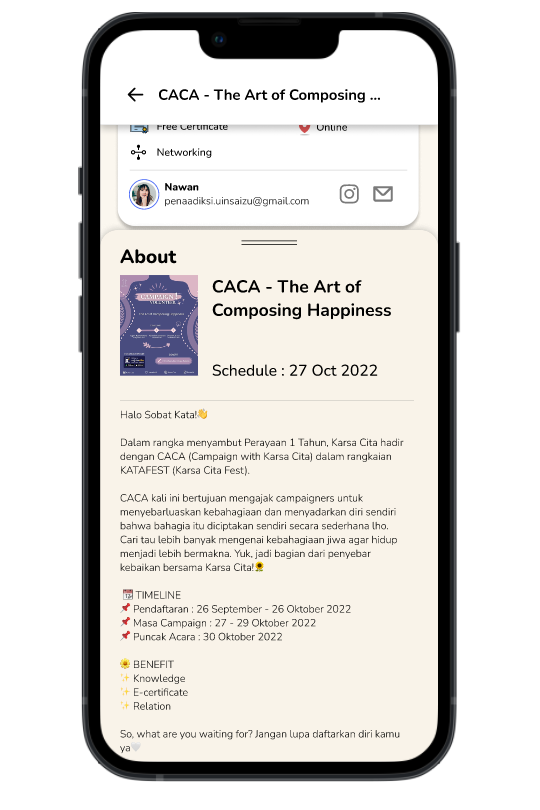 CACA - The Art of Composing ...
Free Certificate
Online
Networking
Nawan
penaadiksi.uinsaizu@gmail.com
About
CAMPAIGN
VOLUNTEER
CACA - The Art of
Composing Happiness
Schedule : 27 Oct 2022
Halo Sobat Kata!👋
Dalam rangka menyambut Perayaan 1 Tahun, Karsa Cita hadir
dengan CACA (Campaign with Karsa Cita) dalam rangkaian
KATAFEST (Karsa Cita Fest).
CACA kali ini bertujuan mengajak campaigners untuk
menyebarluaskan kebahagiaan dan menyadarkan diri sendiri
bahwa bahagia itu diciptakan sendiri secara sederhana lho.
Cari tau lebih banyak mengenai kebahagiaan jiwa agar hidup
menjadi lebih bermakna. Yuk, jadi bagian dari penyebar
kebaikan bersama Karsa Cita!🌻
📆 TIMELINE
📌 Pendaftaran : 26 September - 26 Oktober 2022
📌 Masa Campaign : 27 - 29 Oktober 2022
📌 Puncak Acara : 30 Oktober 2022
🌼 BENEFIT
✨ Knowledge
✨ E-certificate
✨ Relation
So, what are you waiting for? Jangan lupa daftarkan diri kamu
ya🤍